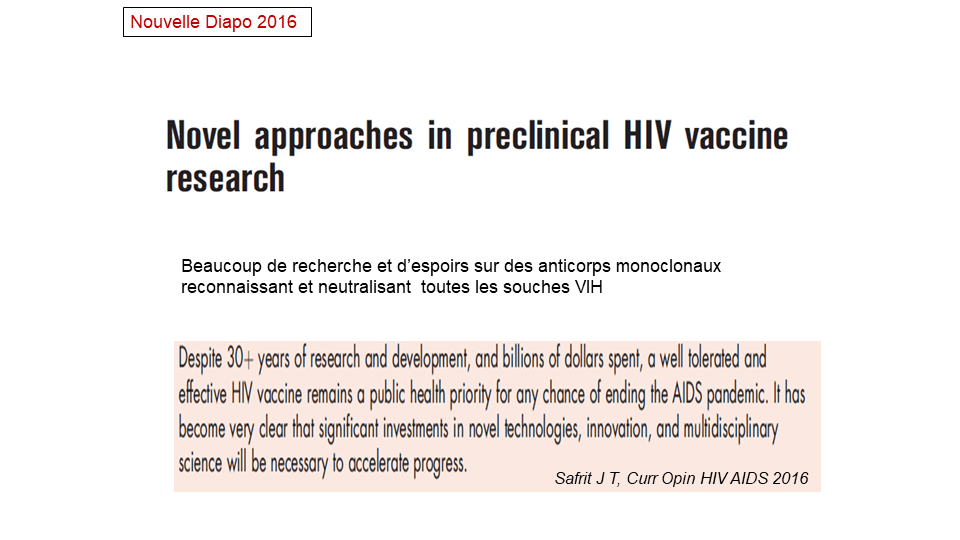 Nouvelle Diapo 2016
Novel approaches in preclinical HIV vaccine
research
Beaucoup de recherche et d’espoirs sur des anticorps monoclonaux
reconnaissant et neutralisant  toutes les souches VIH
Despite 30+ years of research and development, and billions of dollars spent, a well tolerated and
effective HIV vaccine remains a public health priority for any chance of ending the AIDS pandemic. It has
become very clear that significant investments in novel technologies, innovation, and multidisciplinary
science will be necessary to accelerate progress.
Safrit J T, Curr Opin HIV AIDS 2016